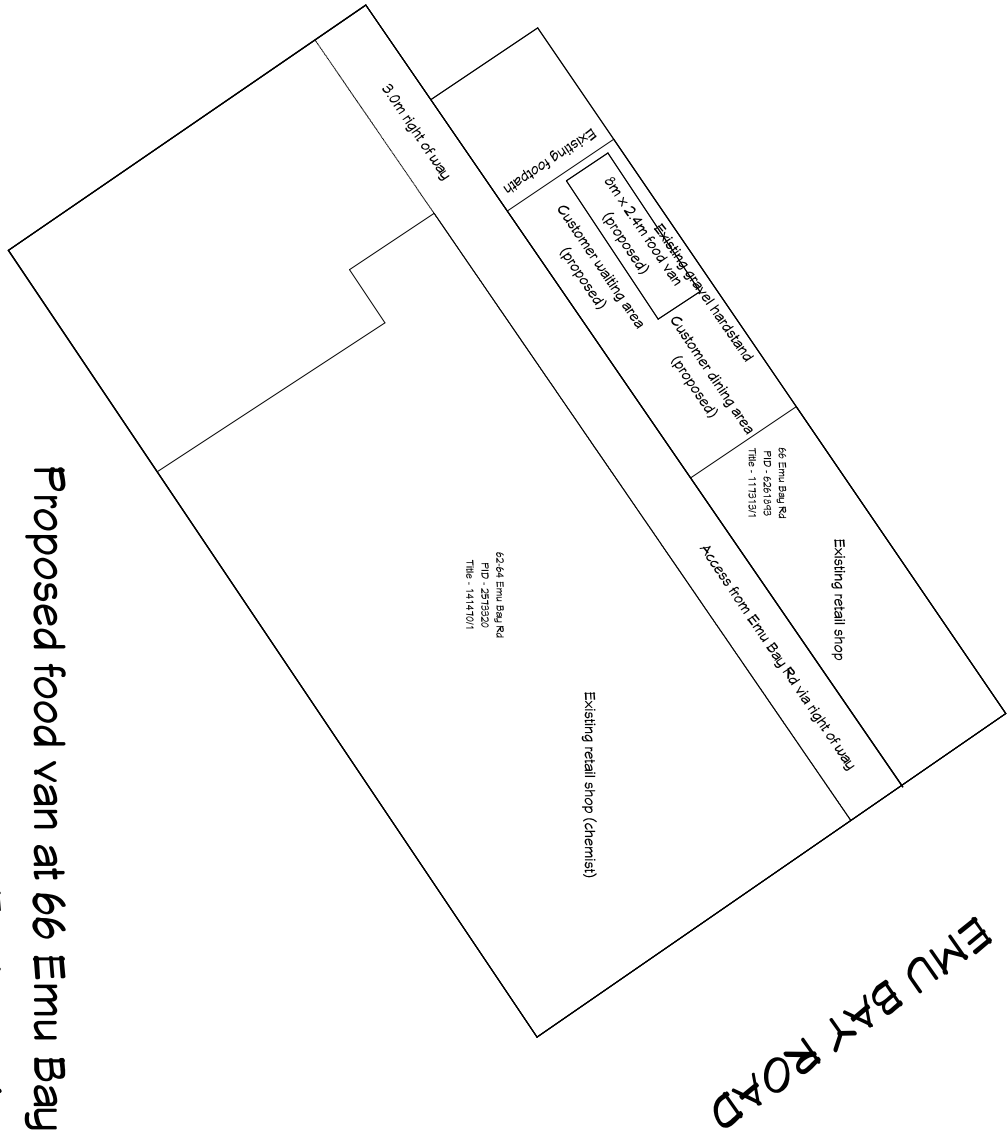 3.0m right of way
Existing footpath
8m x 2.4m food van
(proposed)
Existing gravel hardstand
Customer waiting area
(proposed)
Customer dining area
(proposed)
66 Emu Bay Rd
PID - 6261893
Title - 117313/1
Existing retail shop
Access from Emu Bay Rd via right of way
62-64 Emu Bay Rd
PID - 2573320
Title - 141470/1
Existing retail shop (chemist)
EMU BAY ROAD
Proposed food van at 66 Emu Bay